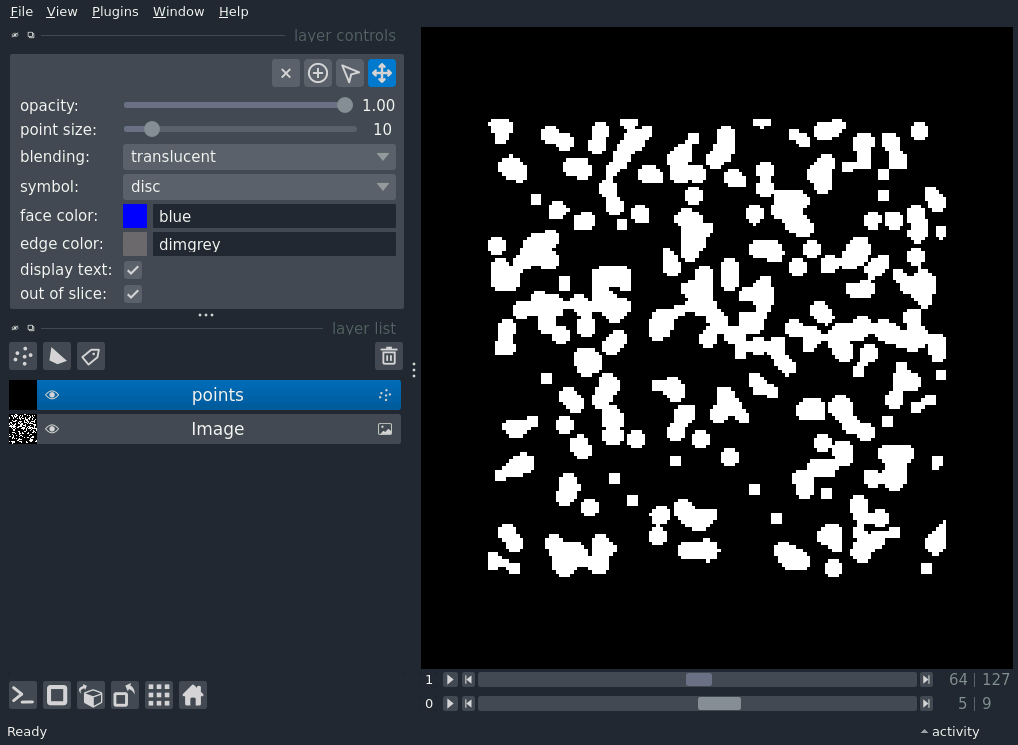 File View Plugins Window Help
layer controls
opacity: 1.00
point size: 10
blending: translucent
symbol: disc
face color: blue
edge color: dimgrey
display text:
out of slice:
layer list
points
Image
1 64 | 127
0 5 | 9
Ready activity